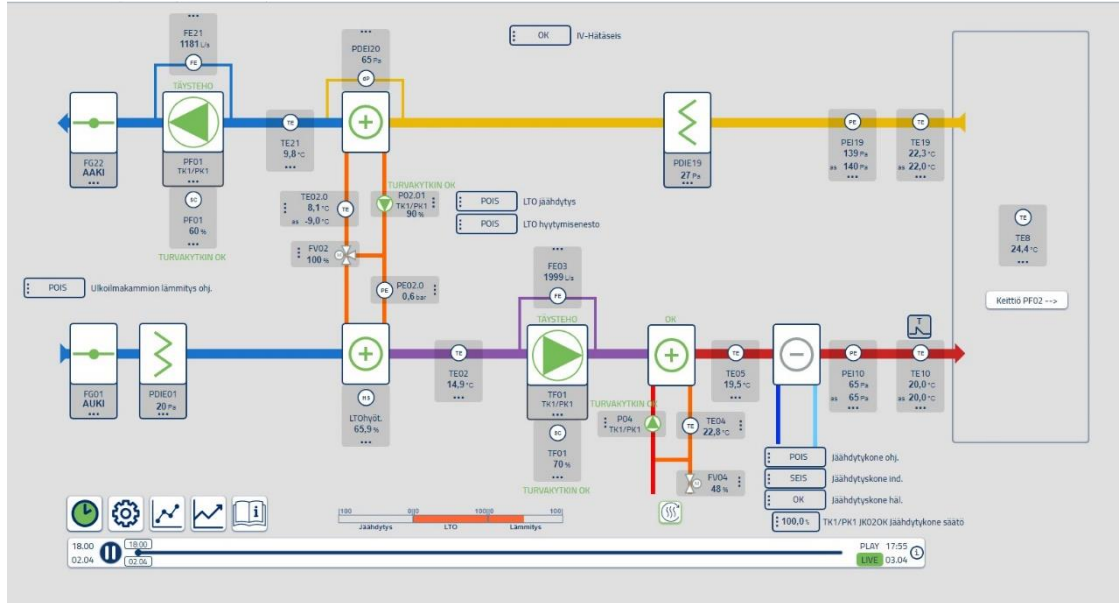 FE21
1181 L/s
FE
TÄYSTEHO
PDEI20
65 Pa
OK
IV-Hätäseis
FG22
AAKI
PF01
TK1/PK1
TE
TE21
9,8 °C
PDIE19
27 Pa
PE
PEI19
139 Pa
as 140 Pa
TE
TE19
22,3 °C
as 22,0 °C
SC
PF01
60 %
TURVAKYTKIN OK
TE02.0
8,1 °C
as -9,0 °C
TE
TURVAKYTKIN OK
P02.01
TK1/PK1
90 %
POIS
LTO jäähdytys
POIS
LTO hyytymisenesto
TE
TE8
24,4 °C
FV02
100 %
FE03
1999 L/s
FE
POIS
Ulkoilmakammion lämmitys ohj.
PE
PE02.0
0,6 bar
Keittiö PF02 -->
TÄYSTEHO
OK
T
FG01
AUKI
PDIE01
20 Pa
HS
LTOhyöt.
65,9 %
TE
TE02
14,9 °C
TF01
TK1/PK1
TE
TE05
19,5 °C
PE
PEI10
65 Pa
as 65 Pa
TE
TE10
20,0 °C
as 20,0 °C
TURVAKYTKIN OK
P04
TK1/PK1
TE
TE04
22,8 °C
SC
TF01
70 %
TURVAKYTKIN OK
FV04
48 %
POIS
Jäähdytykone ohj.
SEIS
Jäähdytyskone ind.
OK
Jäähdytyskone häl.
100,0 %
TK1/PK1 JK02OK Jäähdytykone säätö
|100 0|0 100|0 100|
Jäähdytys LTO Lämmitys
18.00
02.04
18:00
02.04
PLAY 17:55
LIVE 03.04